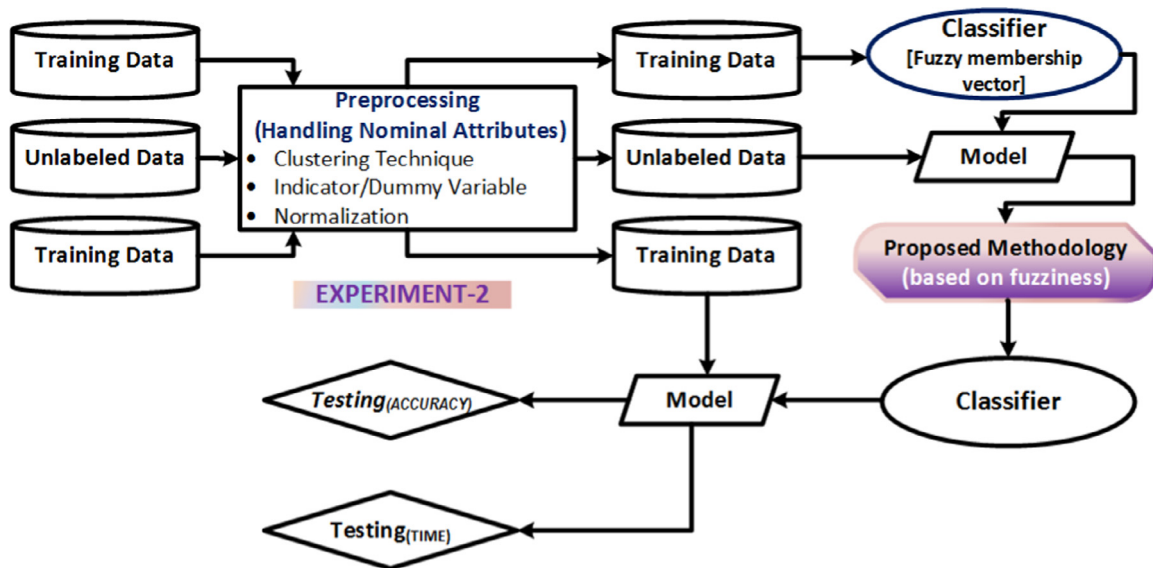 Training Data
Training Data
Classifier
[Fuzzy membership
vector]
Preprocessing
(Handling Nominal Attributes)
• Clustering Technique
• Indicator/Dummy Variable
• Normalization
Unlabeled Data
Unlabeled Data
Model
Training Data
Training Data
Proposed Methodology
(based on fuzziness)
EXPERIMENT-2
Testing(ACCURACY)
Model
Classifier
Testing(TIME)